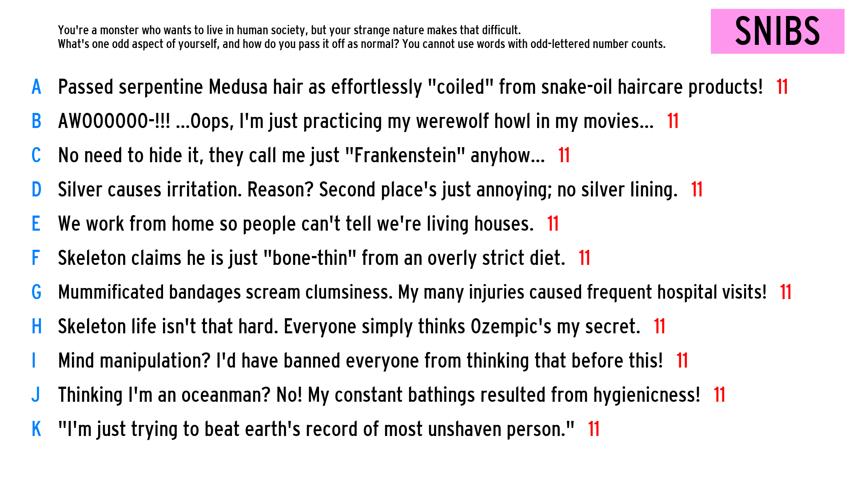 You're a monster who wants to live in human society, but your strange nature makes that difficult.
What's one odd aspect of yourself, and how do you pass it off as normal? You cannot use words with odd-lettered number counts.
SNIBS
A Passed serpentine Medusa hair as effortlessly "coiled" from snake-oil haircare products! 11
B AWOOOOOO-!!! ...Oops, I'm just practicing my werewolf howl in my movies... 11
C No need to hide it, they call me just "Frankenstein" anyhow... 11
D Silver causes irritation. Reason? Second place's just annoying; no silver lining. 11
E We work from home so people can't tell we're living houses. 11
F Skeleton claims he is just "bone-thin" from an overly strict diet. 11
G Mummificated bandages scream clumsiness. My many injuries caused frequent hospital visits! 11
H Skeleton life isn't that hard. Everyone simply thinks Ozempic's my secret. 11
I Mind manipulation? I'd have banned everyone from thinking that before this! 11
J Thinking I'm an oceanman? No! My constant bathings resulted from hygienicness! 11
K "I'm just trying to beat earth's record of most unshaven person." 11